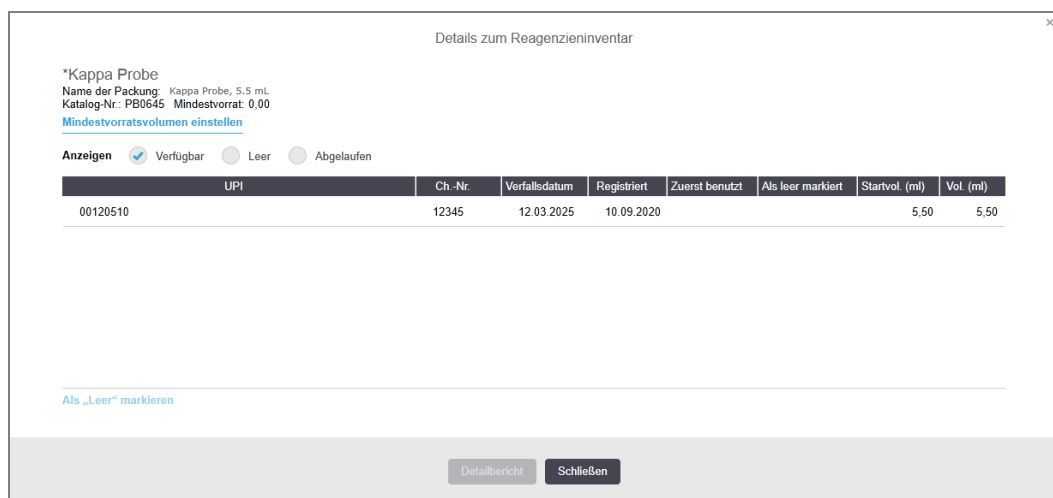 ×
Details zum Reagenzieninventar
*Kappa Probe
Name der Packung: Kappa Probe, 5.5 mL
Katalog-Nr.: PB0645 Mindestvorrat: 0,00
Mindestvorratsvolumen einstellen
Anzeigen Verfügbar Leer Abgelaufen
UPI Ch.-Nr. Verfallsdatum Registriert Zuerst benutzt Als leer markiert Startvol. (ml) Vol. (ml)
00120510 12345 12.03.2025 10.09.2020 5,50 5,50
Als „Leer“ markieren
Detailbericht Schließen